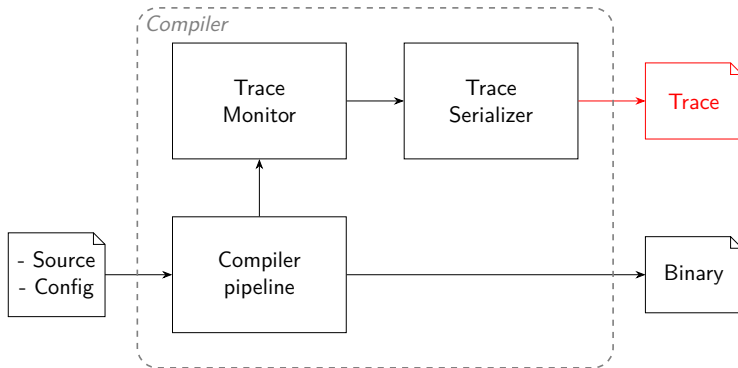 Compiler
Trace
Monitor
Trace
Serializer
Trace
- Source
- Config
Compiler
pipeline
Binary